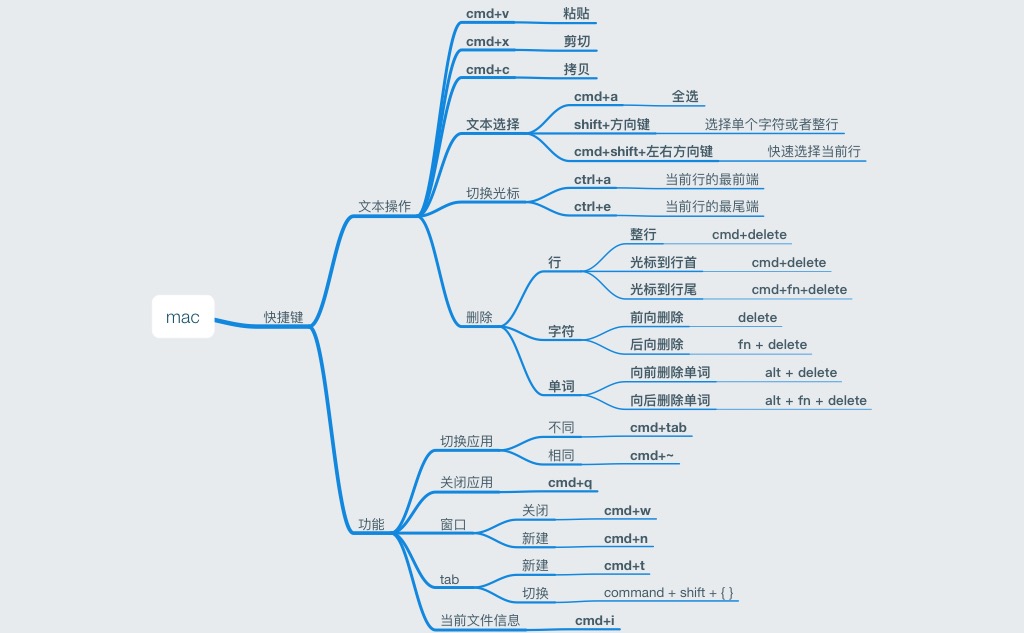 mac
快捷键
文本操作
cmd+v 粘贴
cmd+x 剪切
cmd+c 拷贝
文本选择
cmd+a 全选
shift+方向键 选择单个字符或者整行
cmd+shift+左右方向键 快速选择当前行
切换光标
ctrl+a 当前行的最前端
ctrl+e 当前行的最尾端
删除
行
整行 cmd+delete
光标到行首 cmd+delete
光标到行尾 cmd+fn+delete
字符
前向删除 delete
后向删除 fn + delete
单词
向前删除单词 alt + delete
向后删除单词 alt + fn + delete
功能
切换应用
不同 cmd+tab
相同 cmd+~
关闭应用 cmd+q
窗口
关闭 cmd+w
新建 cmd+n
tab
新建 cmd+t
切换 command + shift + { }
当前文件信息 cmd+i